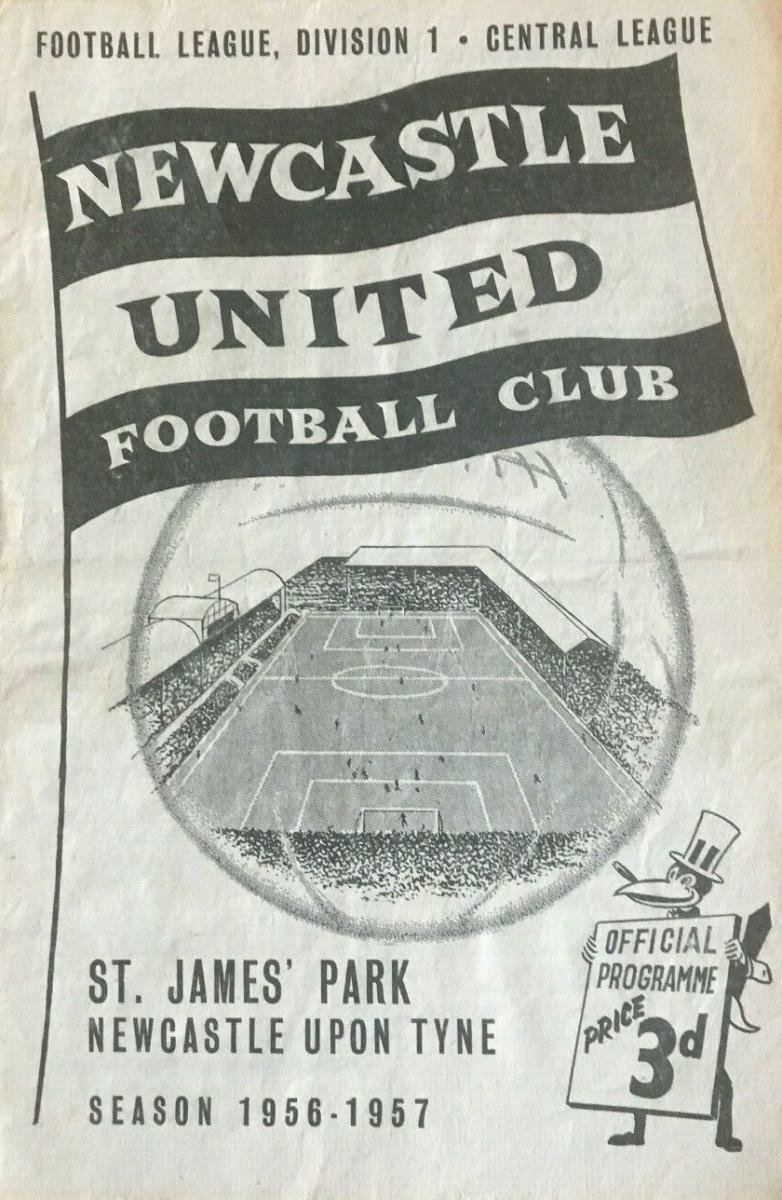 FOOTBALL LEAGUE, DIVISION 1 • CENTRAL LEAGUE
NEWCASTLE
UNITED
FOOTBALL CLUB
ST. JAMES' PARK
NEWCASTLE UPON TYNE
SEASON 1956-1957
OFFICIAL
PROGRAMME
PRICE
3d